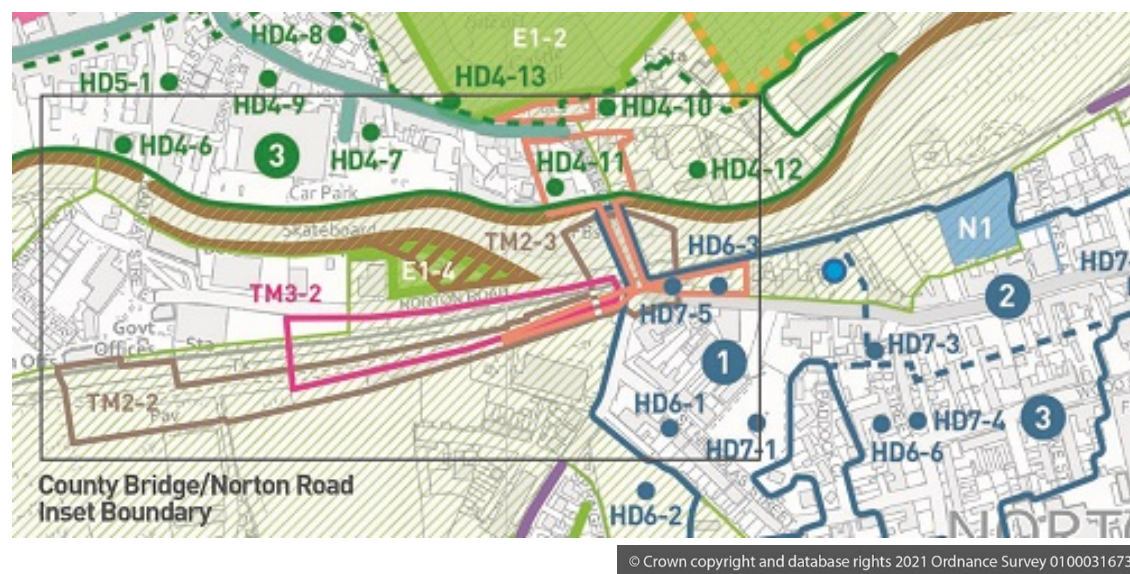 HD4-8
E1-2
Sta
HD5-1
HD4-9
HD4-13
HD4-10
HD4-6
3
HD4-7
HD4-11
HD4-12
Car Park
Skateboard
TM2-3
HD6-3
N1
E1-4
HD7-
TM3-2
NORTON ROAD
2
HD7-5
Govt
Offices
Sta
HD7-3
1
TM2-2
HD6-1
HD7-4
3
HD7-1
HD6-6
County Bridge/Norton Road
Inset Boundary
HD6-2
NORT
© Crown copyright and database rights 2021 Ordnance Survey 0100031673